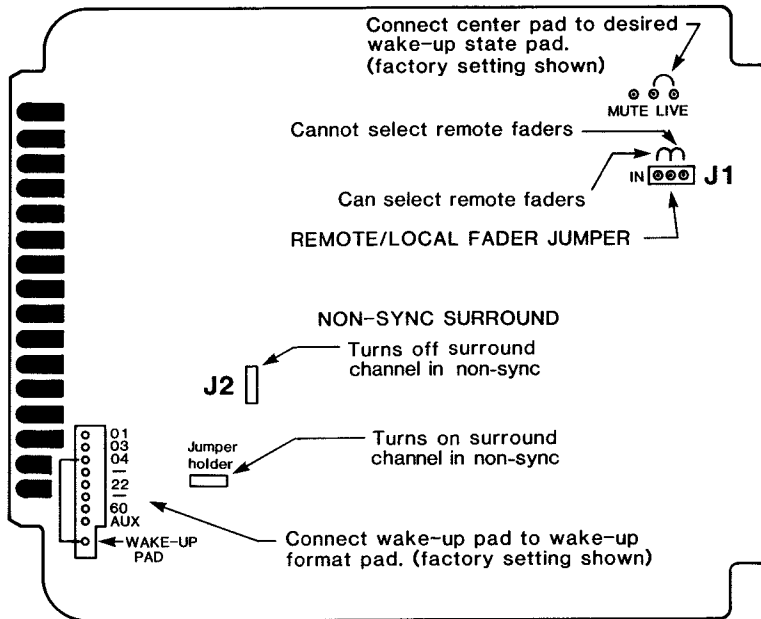 Connect center pad to desired
wake-up state pad.
(factory setting shown)
MUTE LIVE
Cannot select remote faders
IN
J1
Can select remote faders
REMOTE/LOCAL FADER JUMPER
NON-SYNC SURROUND
Turns off surround
channel in non-sync
J2
Jumper
holder
Turns on surround
channel in non-sync
01
03
04
—
22
—
60
AUX
WAKE-UP
PAD
Connect wake-up pad to wake-up
format pad. (factory setting shown)